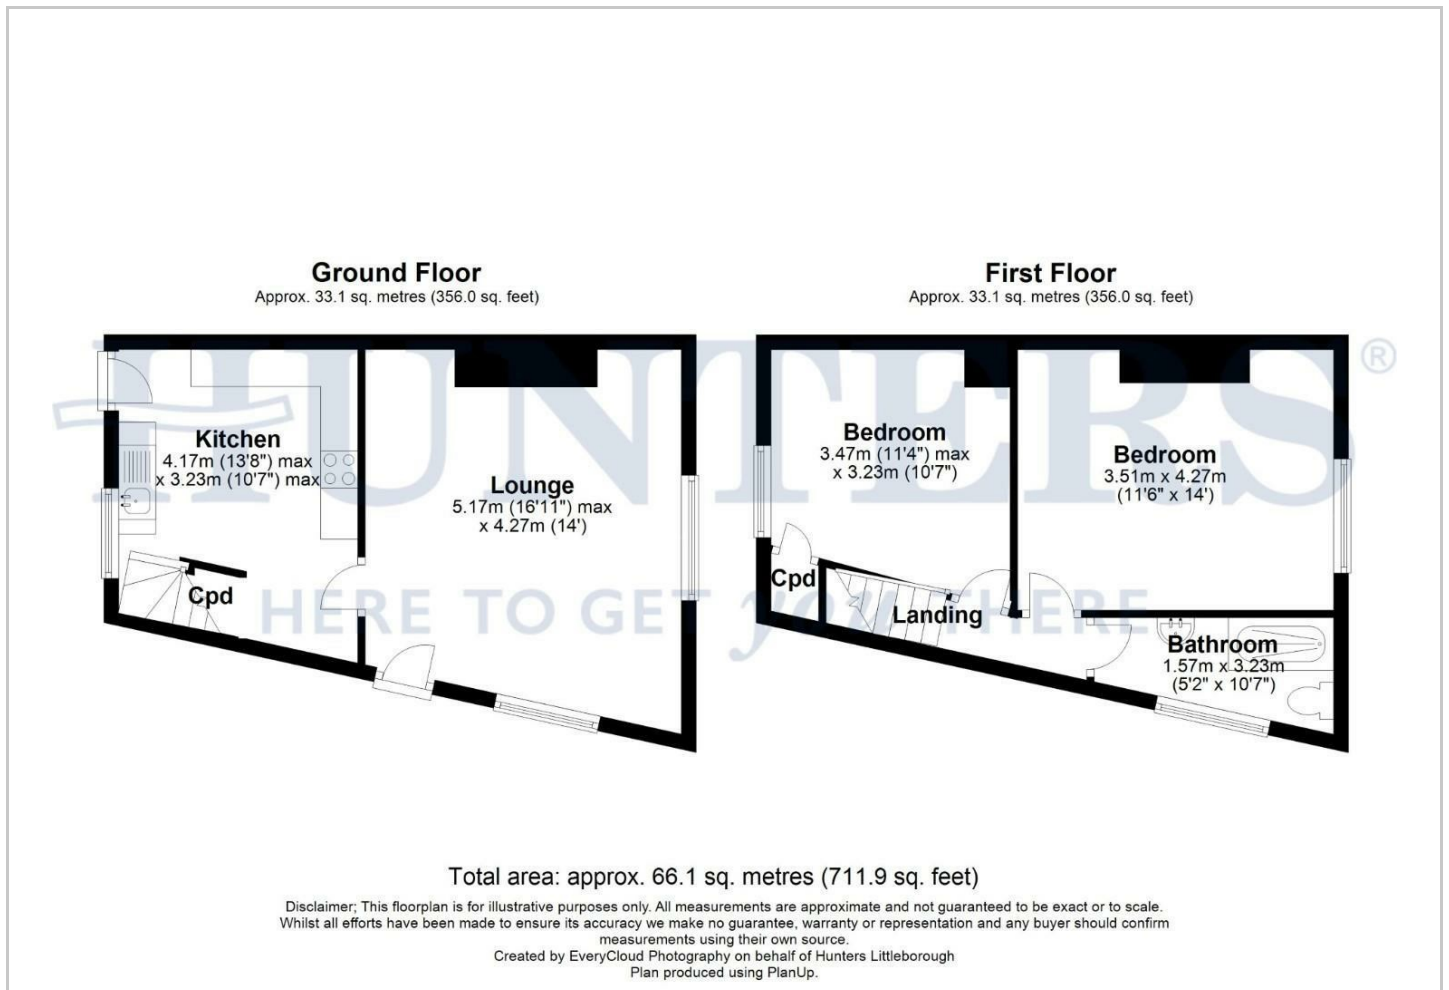 HUNTERS®
HERE TO GET you THERE
Ground Floor
Approx. 33.1 sq. metres (356.0 sq. feet)
Kitchen
4.17m (13'8") max
x 3.23m (10'7") max
Lounge
5.17m (16'11") max
x 4.27m (14')
Cpd
First Floor
Approx. 33.1 sq. metres (356.0 sq. feet)
Bedroom
3.47m (11'4") max
x 3.23m (10'7")
Bedroom
3.51m x 4.27m
(11'6" x 14')
Cpd
Landing
Bathroom
1.57m x 3.23m
(5'2" x 10'7")
Total area: approx. 66.1 sq. metres (711.9 sq. feet)
Disclaimer; This floorplan is for illustrative purposes only. All measurements are approximate and not guaranteed to be exact or to scale.
Whilst all efforts have been made to ensure its accuracy we make no guarantee, warranty or representation and any buyer should confirm
measurements using their own source.
Created by EveryCloud Photography on behalf of Hunters Littleborough
Plan produced using PlanUp.